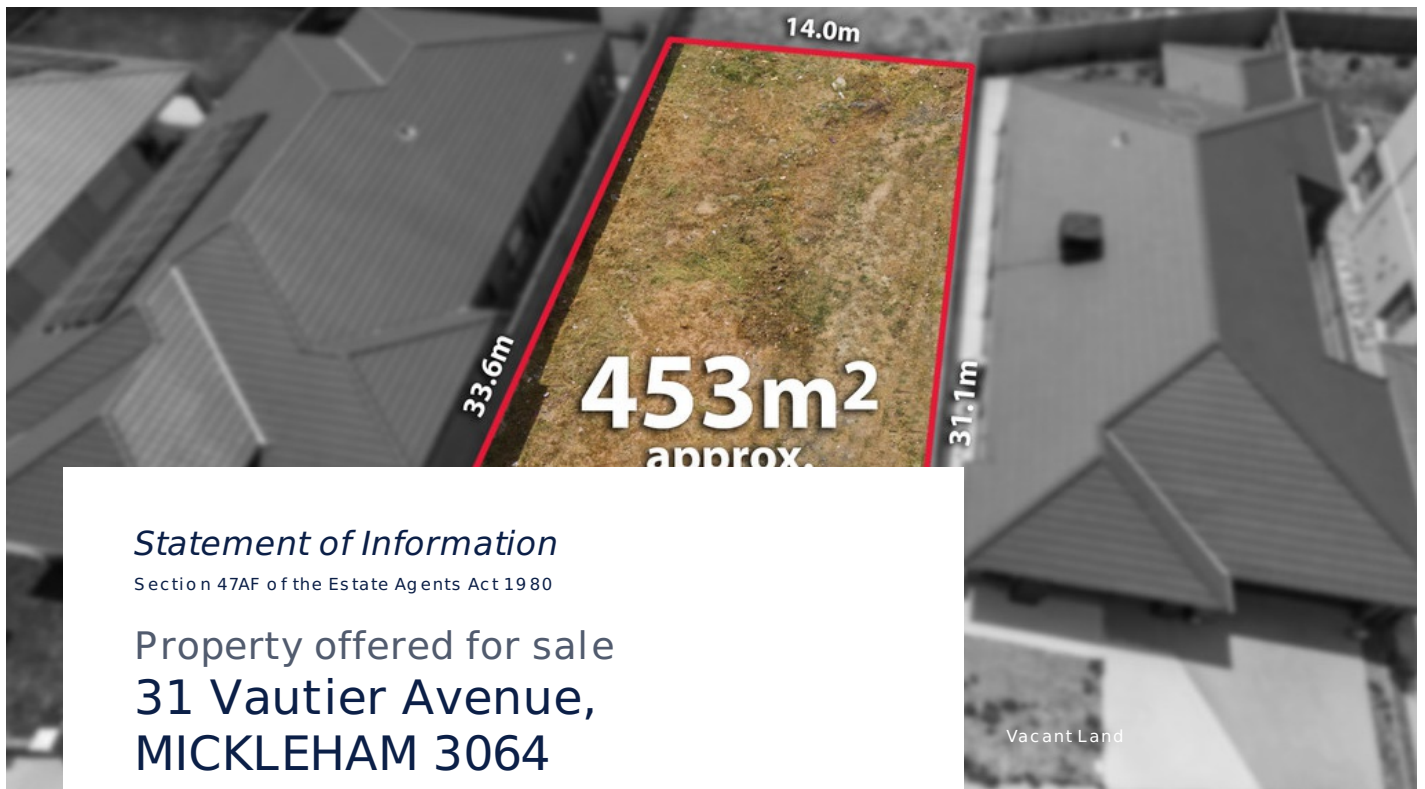 14.0m
33.6m
453m²
31.1m
approx.
Statement of Information
Section 47AF of the Estate Agents Act 1980
Property offered for sale
31 Vautier Avenue,
MICKLEHAM 3064
Vacant Land